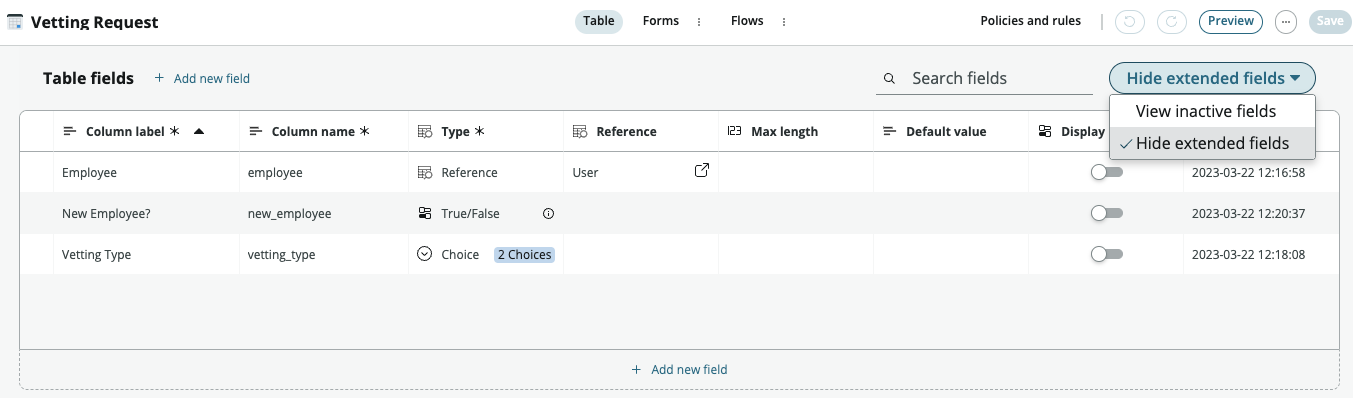 Vetting Request Table Forms Flows Policies and rules Preview Save
Table fields + Add new field Search fields Hide extended fields
View inactive fields
Hide extended fields
Column label * Column name * Type * Reference Max length Default value Display
Employee employee Reference User 2023-03-22 12:16:58
New Employee? new_employee True/False 2023-03-22 12:20:37
Vetting Type vetting_type Choice 2 Choices 2023-03-22 12:18:08
+ Add new field